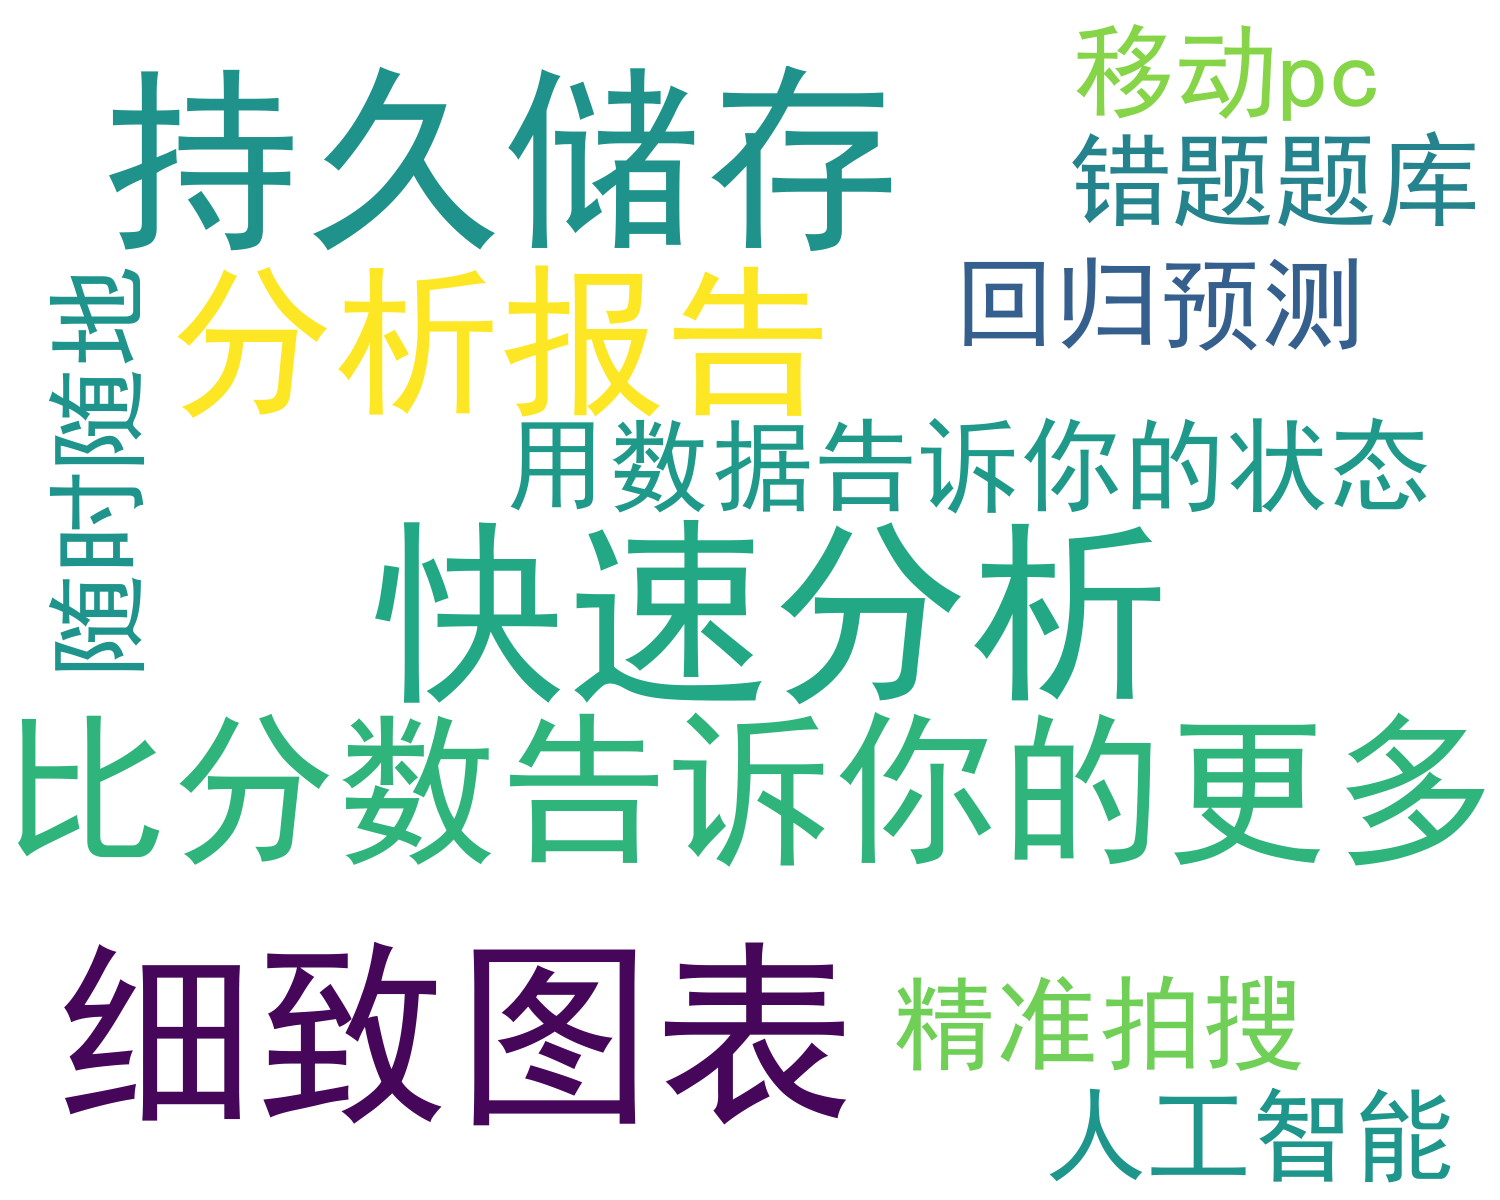 移动pc
持久储存
错题题库
回归预测
分析报告
随时随地
用数据告诉你的状态
快速分析
比分数告诉你的更多
细致图表
精准拍搜
人工智能